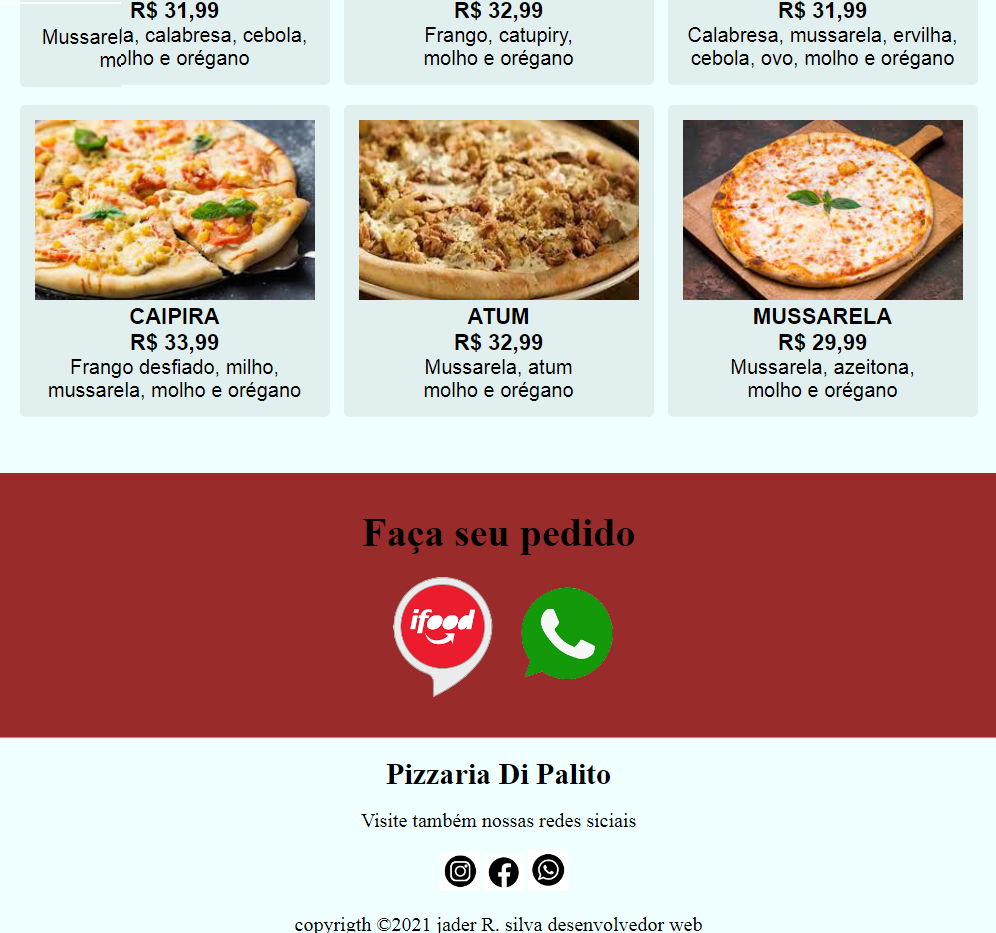 R$ 31,99
Mussarela, calabresa, cebola,
molho e orégano
R$ 32,99
Frango, catupiry,
molho e orégano
R$ 31,99
Calabresa, mussarela, ervilha,
cebola, ovo, molho e orégano
CAIPIRA
R$ 33,99
Frango desfiado, milho,
mussarela, molho e orégano
ATUM
R$ 32,99
Mussarela, atum
molho e orégano
MUSSARELA
R$ 29,99
Mussarela, azeitona,
molho e orégano
Faça seu pedido
ifood
Pizzaria Di Palito
Visite também nossas redes siciais
copyrigth ©2021 jader R. silva desenvolvedor web